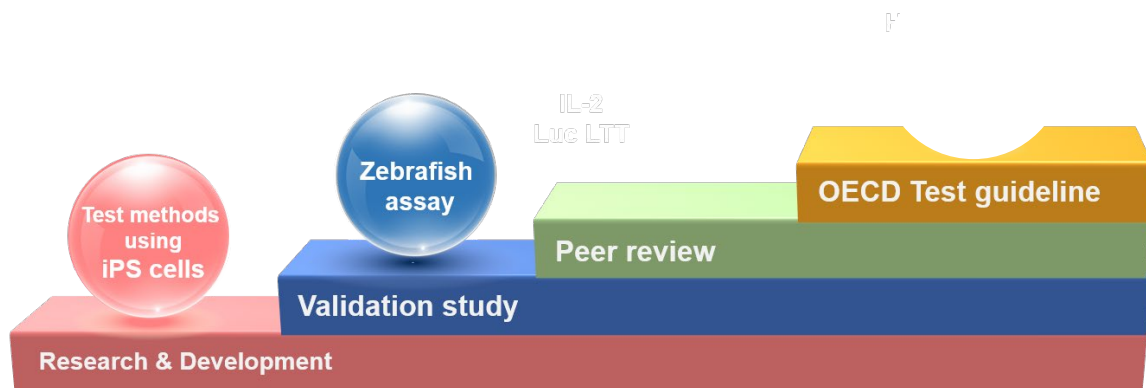 Test methods
using
iPS cells
Zebrafish
assay
IL-2
Luc LTT
OECD Test guideline
Peer review
Validation study
Research & Development